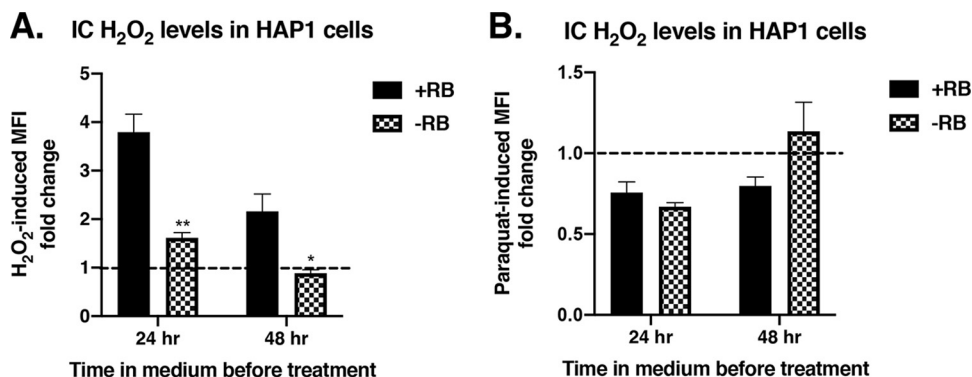 A. IC H₂O₂ levels in HAP1 cells
H₂O₂-induced MFI
fold change
5
4
3
2
1
0
**
*
24 hr 48 hr
Time in medium before treatment
+RB
-RB
B. IC H₂O₂ levels in HAP1 cells
Paraquat-induced MFI
fold change
1.5
1.0
0.5
0.0
24 hr 48 hr
Time in medium before treatment
+RB
-RB